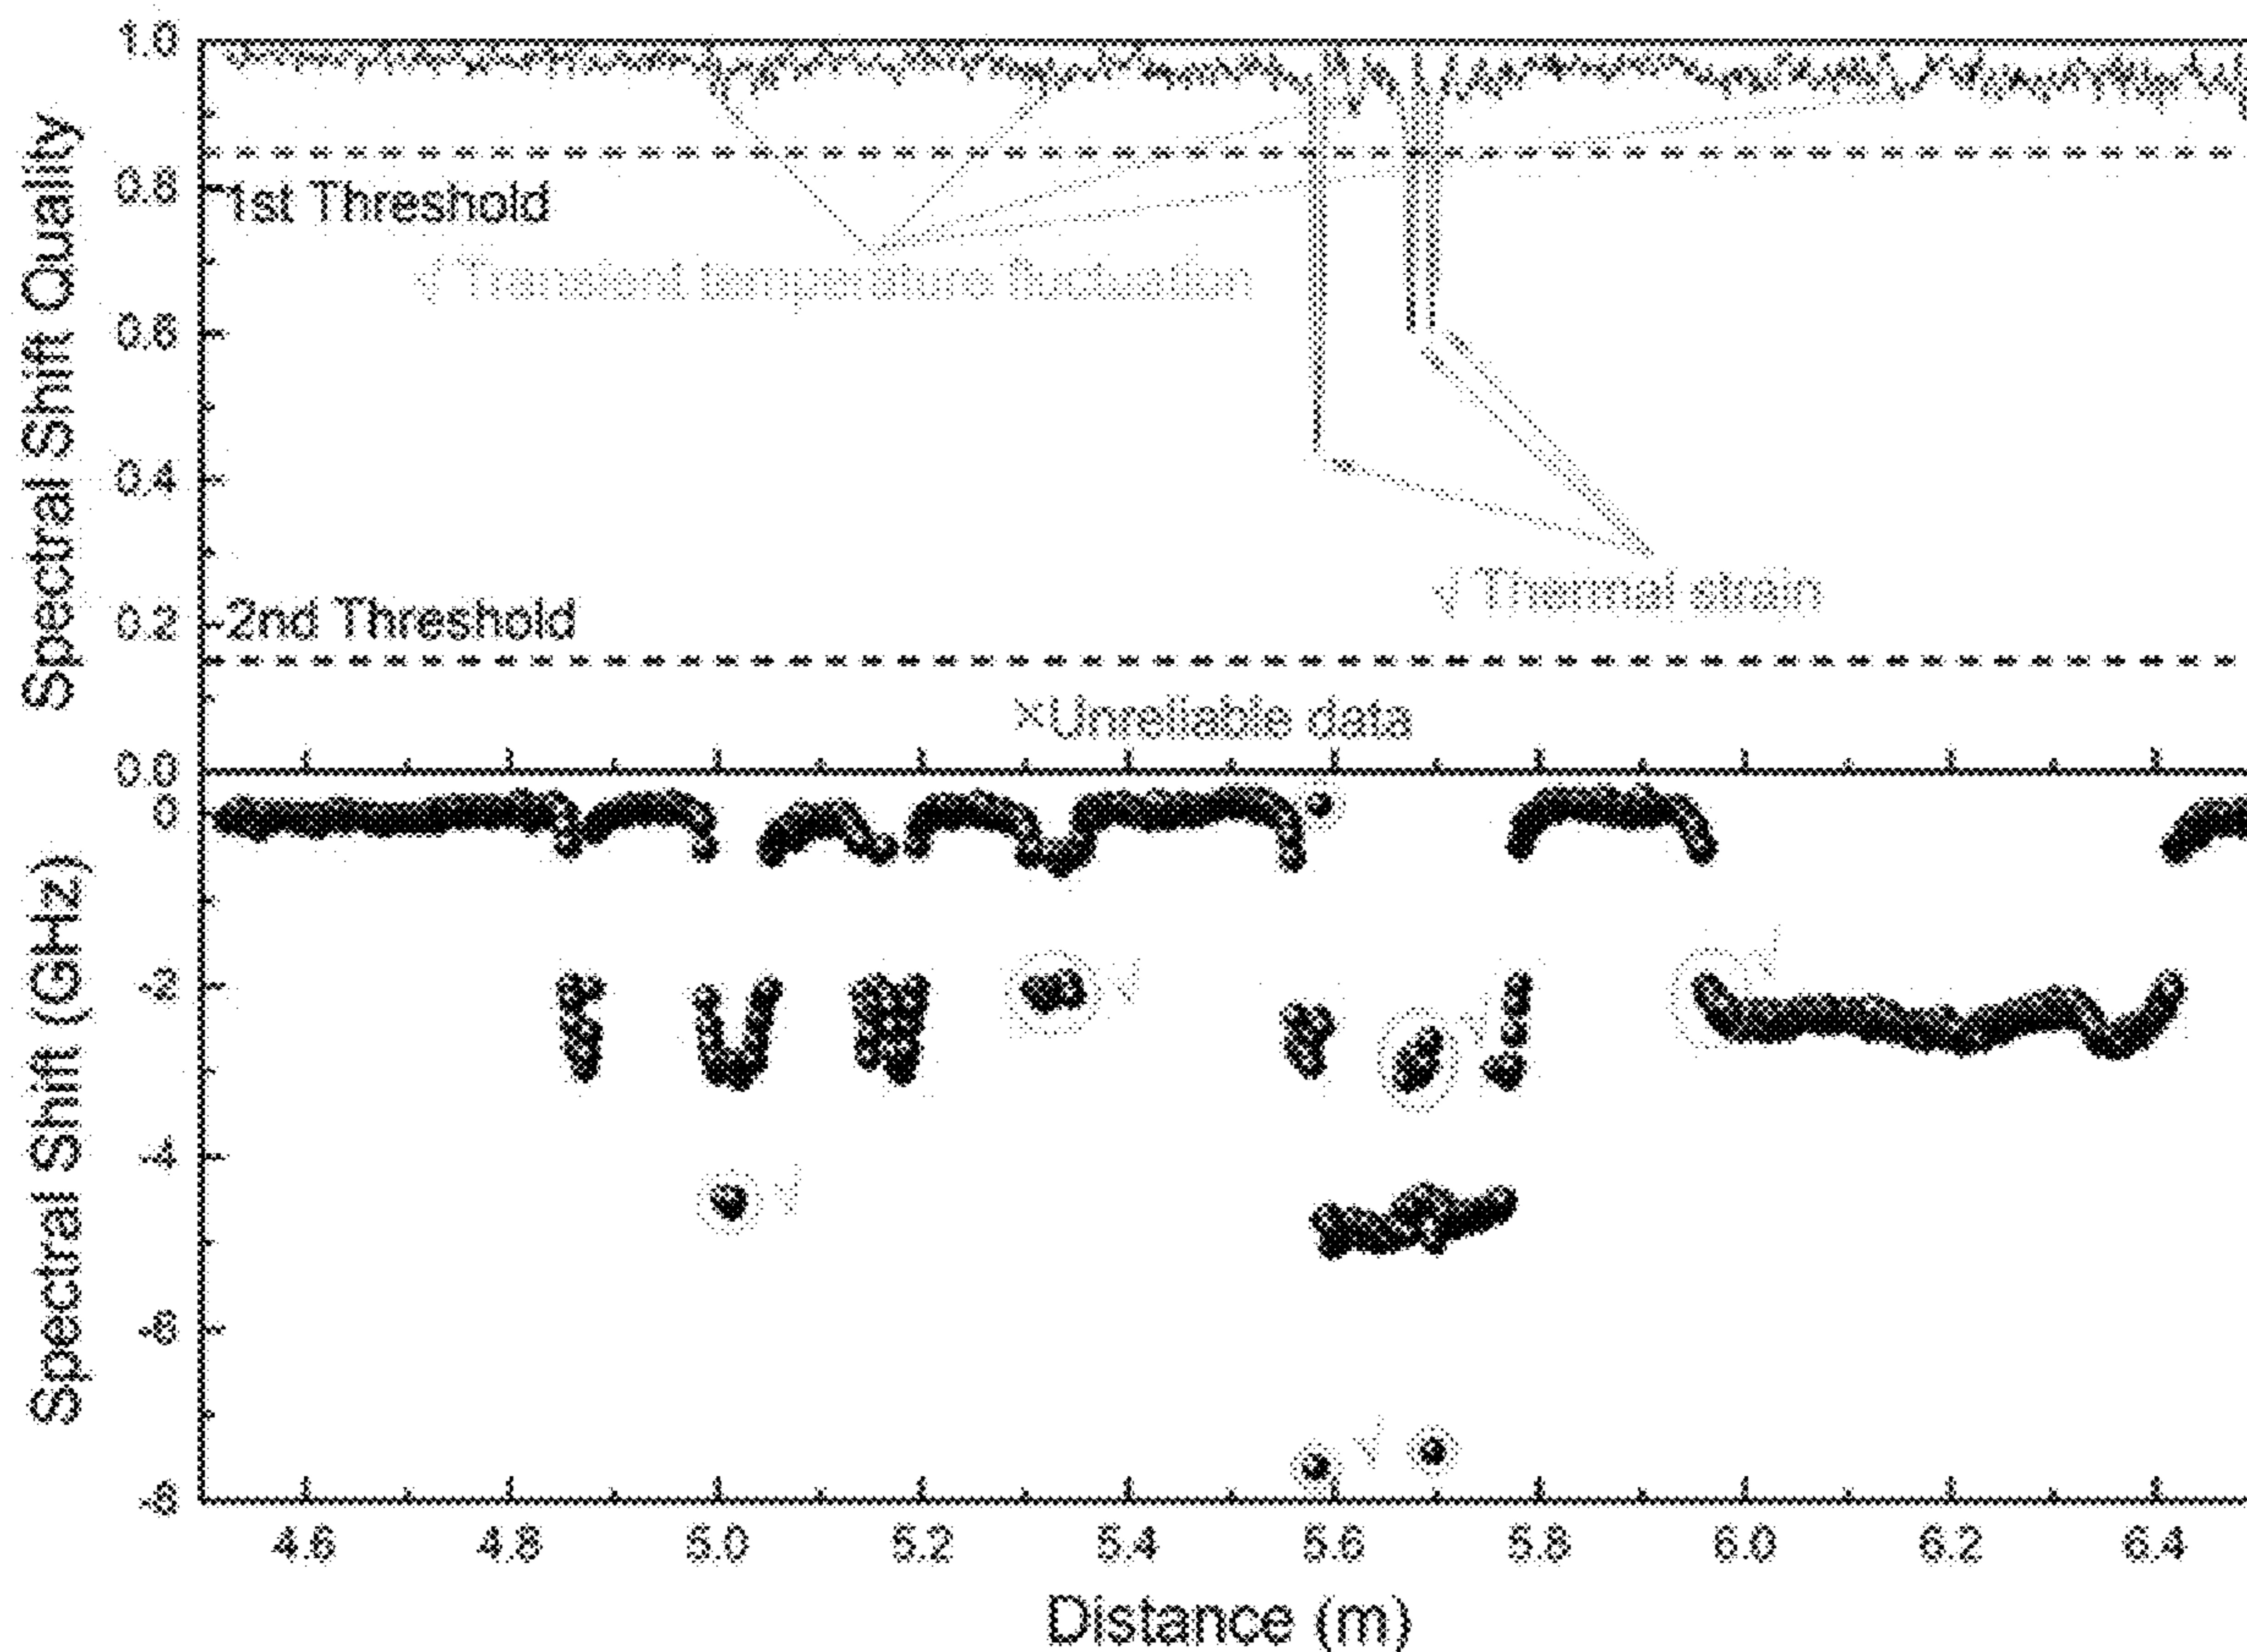 Spectral Shift Quality
1.0
0.8
0.6
0.4
0.2
0.0
1st Threshold
√ Transient temperature fluctuation
√ Thermal strain
2nd Threshold
×Unreliable data
Spectral Shift (GHz)
0
-2
-4
-6
-8
√
√
√
√
√
4.6 4.8 5.0 5.2 5.4 5.6 5.8 6.0 6.2 6.4
Distance (m)